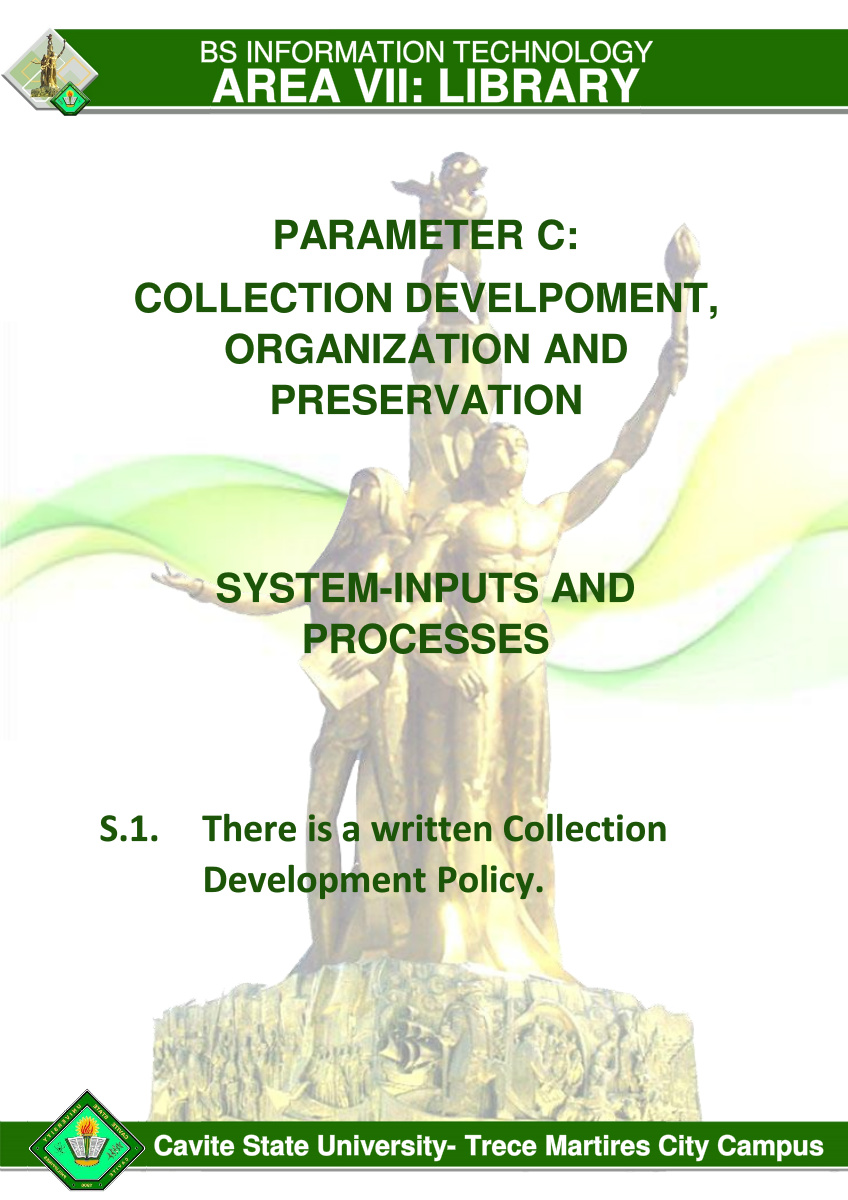 BS INFORMATION TECHNOLOGY
AREA VII: LIBRARY
PARAMETER C:
COLLECTION DEVELPOMENT,
ORGANIZATION AND
PRESERVATION
SYSTEM-INPUTS AND
PROCESSES
S.1. There is a written Collection
Development Policy.
Cavite State University- Trece Martires City Campus